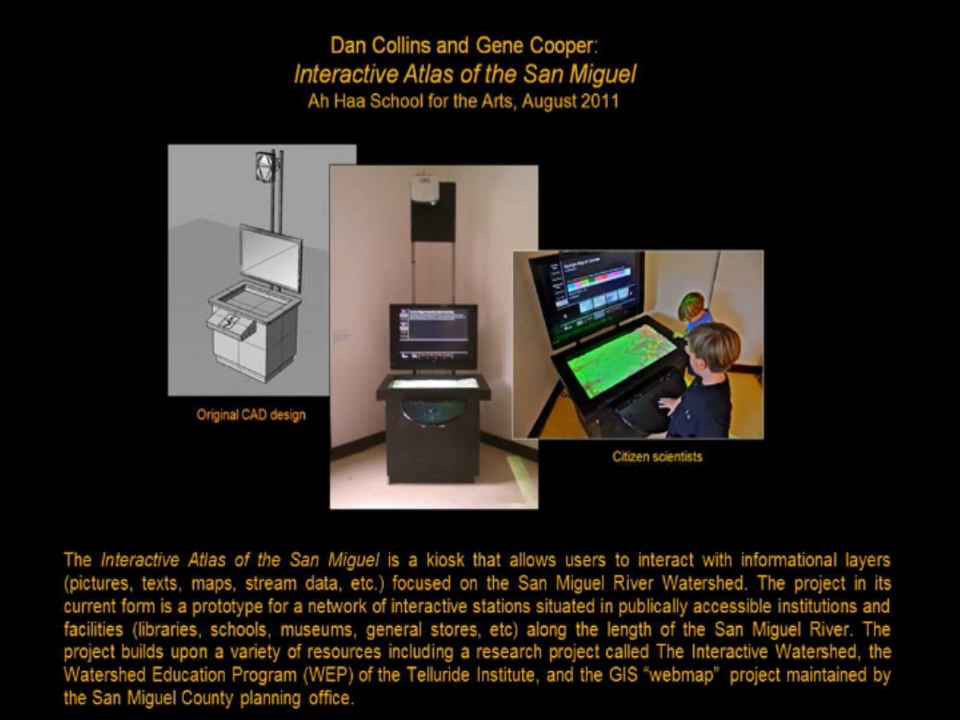 Dan Collins and Gene Cooper:
Interactive Atlas of the San Miguel
Ah Haa School for the Arts, August 2011
Original CAD design
Citizen scientists
The Interactive Atlas of the San Miguel is a kiosk that allows users to interact with informational layers
(pictures, texts, maps, stream data, etc.) focused on the San Miguel River Watershed. The project in its
current form is a prototype for a network of interactive stations situated in publically accessible institutions and
facilities (libraries, schools, museums, general stores, etc) along the length of the San Miguel River. The
project builds upon a variety of resources including a research project called The Interactive Watershed, the
Watershed Education Program (WEP) of the Telluride Institute, and the GIS “webmap” project maintained by
the San Miguel County planning office.